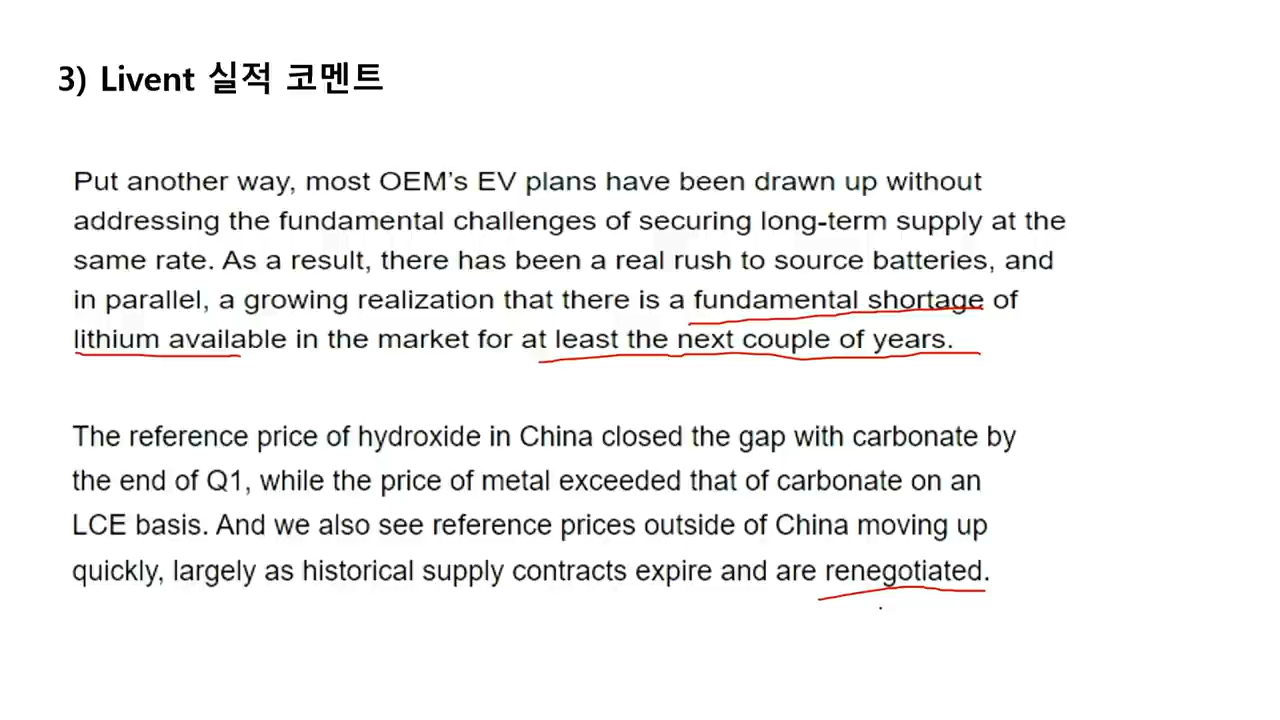 3) Livent 실적 코멘트
Put another way, most OEM’s EV plans have been drawn up without
addressing the fundamental challenges of securing long-term supply at the
same rate. As a result, there has been a real rush to source batteries, and
in parallel, a growing realization that there is a fundamental shortage of
lithium available in the market for at least the next couple of years.
The reference price of hydroxide in China closed the gap with carbonate by
the end of Q1, while the price of metal exceeded that of carbonate on an
LCE basis. And we also see reference prices outside of China moving up
quickly, largely as historical supply contracts expire and are renegotiated.